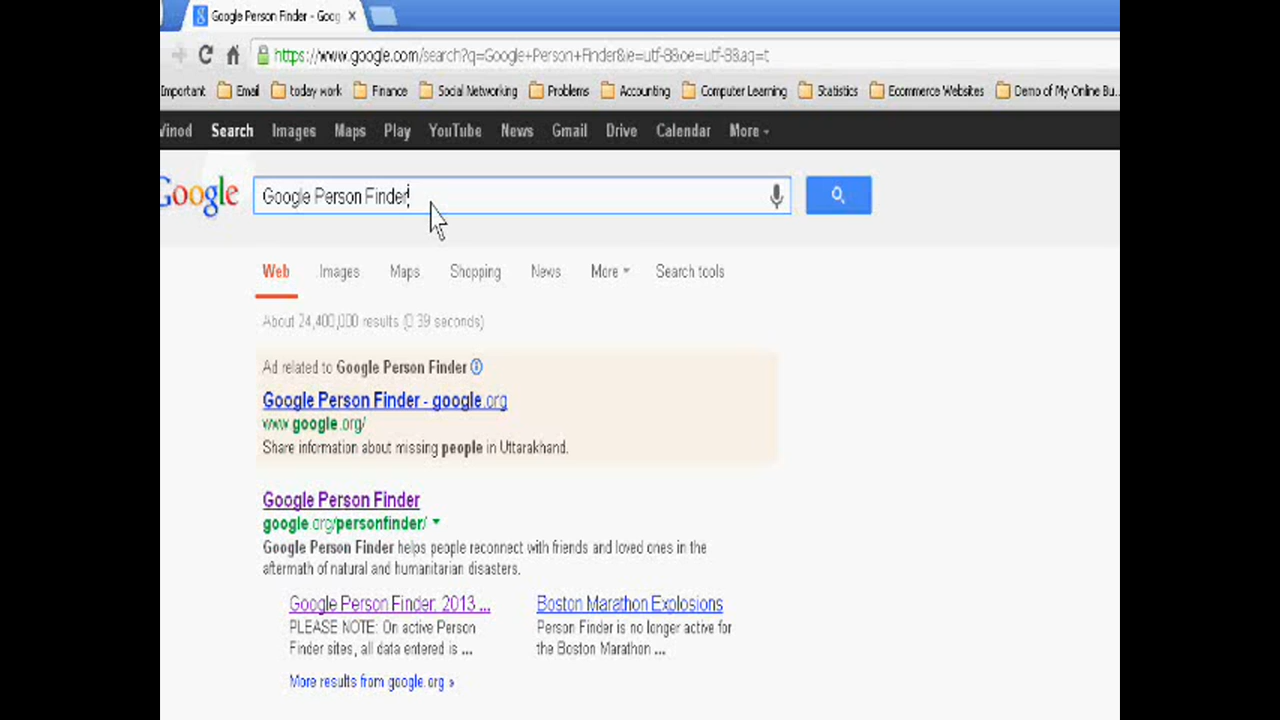 Google Person Finder - Goog
https://www.google.com/search?q=Google+Person+Finder&ie=utf-8&oe=utf-8&aq=t
Important Email today work Finance Social Networking Problems Accounting Computer Learning Statistics Ecommerce Websites Demo of My Online Bu...
Vinod Search Images Maps Play YouTube News Gmail Drive Calendar More
Google Google Person Finder
Web Images Maps Shopping News More Search tools
About 24,400,000 results (0.39 seconds)
Ad related to Google Person Finder
Google Person Finder - google.org
www.google.org/
Share information about missing people in Uttarakhand.
Google Person Finder
google.org/personfinder/
Google Person Finder helps people reconnect with friends and loved ones in the
aftermath of natural and humanitarian disasters.
Google Person Finder: 2013 ...
PLEASE NOTE: On active Person
Finder sites, all data entered is ...
Boston Marathon Explosions
Person Finder is no longer active for
the Boston Marathon ...
More results from google.org »